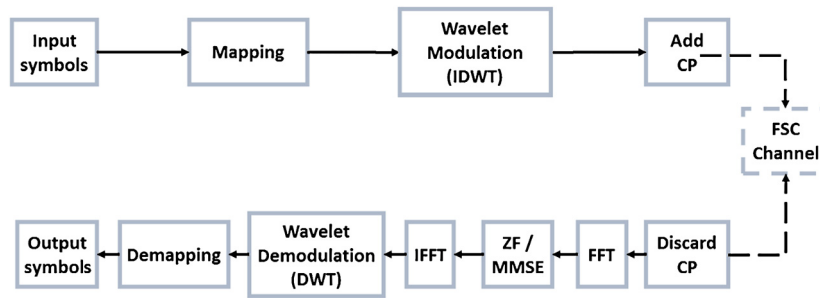 Input
symbols
Mapping
Wavelet
Modulation
(IDWT)
Add
CP
FSC
Channel
Output
symbols
Demapping
Wavelet
Demodulation
(DWT)
IFFT
ZF /
MMSE
FFT
Discard
CP